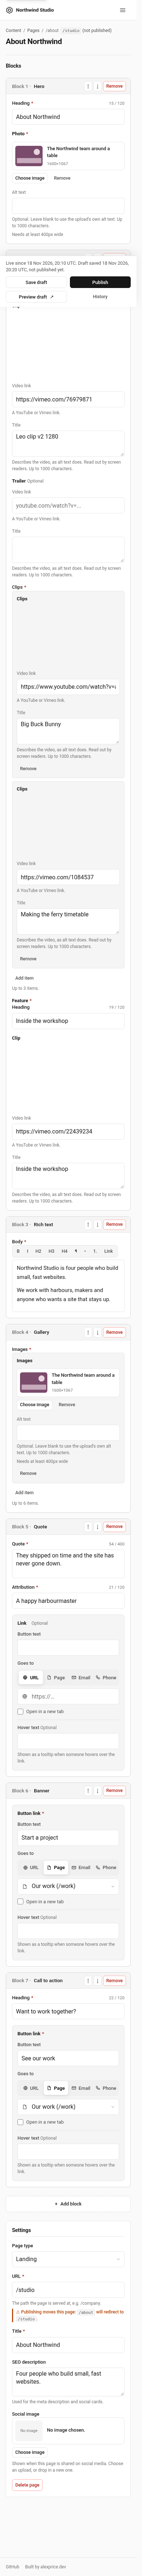 Northwind Studio
Content / Pages / /about /studio (not published)
About Northwind
Blocks
Block 1 · Hero Remove
Heading * 15 / 120
About Northwind
Photo *
The Northwind team around a
table
1600×1067
Choose image Remove
Alt text
Optional. Leave blank to use the upload's own alt text. Up
to 1000 characters.
Needs at least 400px wide
Live since 18 Nov 2026, 20:10 UTC. Draft saved 18 Nov 2026,
20:20 UTC, not published yet.
Save draft Publish
Preview draft ↗ History
Video link
https://vimeo.com/76979871
A YouTube or Vimeo link.
Title
Leo clip v2 1280
Describes the video, as alt text does. Read out by screen
readers. Up to 1000 characters.
Trailer Optional
Video link
youtube.com/watch?v=...
A YouTube or Vimeo link.
Title
Describes the video, as alt text does. Read out by screen
readers. Up to 1000 characters.
Clips *
Clips
Video link
https://www.youtube.com/watch?v=
A YouTube or Vimeo link.
Title
Big Buck Bunny
Describes the video, as alt text does. Read out by
screen readers. Up to 1000 characters.
Remove
Clips
Video link
https://vimeo.com/1084537
A YouTube or Vimeo link.
Title
Making the ferry timetable
Describes the video, as alt text does. Read out by
screen readers. Up to 1000 characters.
Remove
Add item
Up to 3 items.
Feature *
Heading 19 / 120
Inside the workshop
Clip
Video link
https://vimeo.com/22439234
A YouTube or Vimeo link.
Title
Inside the workshop
Describes the video, as alt text does. Read out by screen
readers. Up to 1000 characters.
Block 3 · Rich text Remove
Body *
B I H2 H3 H4 ¶ • 1. Link
Northwind Studio is four people who build
small, fast websites.
We work with harbours, makers and
anyone who wants a site that stays up.
Block 4 · Gallery Remove
Images *
Images
The Northwind team around a
table
1600×1067
Choose image Remove
Alt text
Optional. Leave blank to use the upload's own alt
text. Up to 1000 characters.
Needs at least 400px wide
Remove
Add item
Up to 6 items.
Block 5 · Quote Remove
Quote * 54 / 400
They shipped on time and the site has
never gone down.
Attribution * 21 / 120
A happy harbourmaster
Link Optional
Button text
Goes to
URL Page Email Phone
https://…
Open in a new tab
Hover text Optional
Shown as a tooltip when someone hovers over the
link.
Block 6 · Banner Remove
Button link *
Button text
Start a project
Goes to
URL Page Email Phone
Our work (/work)
Open in a new tab
Hover text Optional
Shown as a tooltip when someone hovers over the
link.
Block 7 · Call to action Remove
Heading * 22 / 120
Want to work together?
Button link *
Button text
See our work
Goes to
URL Page Email Phone
Our work (/work)
Open in a new tab
Hover text Optional
Shown as a tooltip when someone hovers over the
link.
+ Add block
Settings
Page type
Landing
URL *
/studio
The path the page is served at, e.g. /company.
⚠ Publishing moves this page. /about will redirect to
/studio.
Title *
About Northwind
SEO description
Four people who build small, fast
websites.
Used for the meta description and social cards.
Social image
No image No image chosen.
Choose image
Shown when this page is shared on social media. Choose
an upload, or drop in a new one.
Delete page
GitHub Built by alexprice.dev